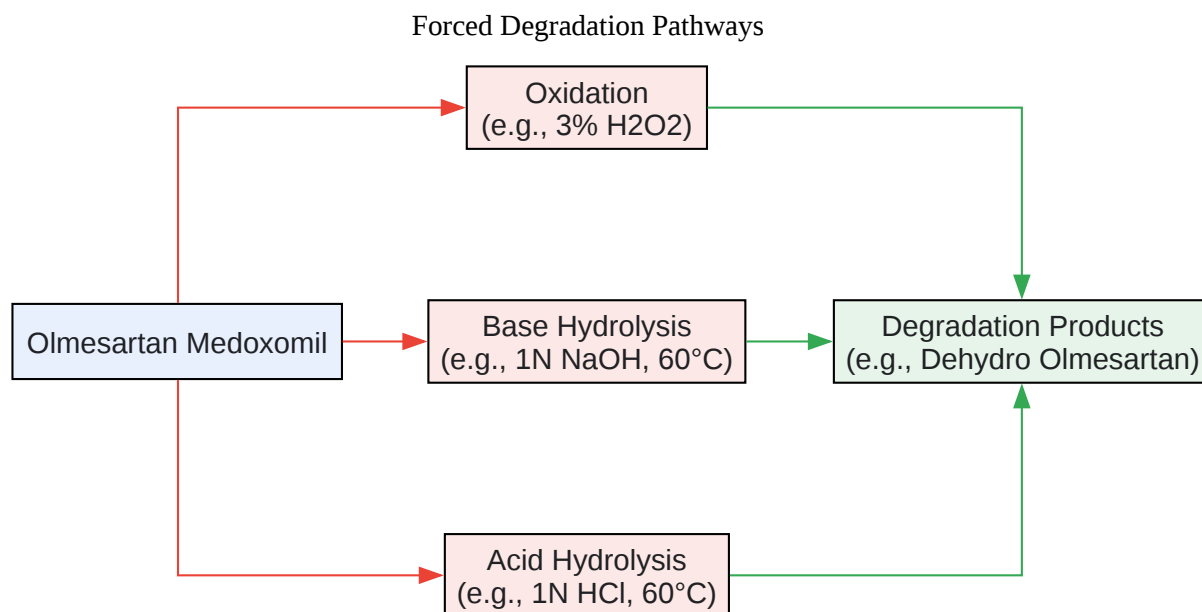 Forced Degradation Pathways
Oxidation
(e.g., 3% H2O2)
Olmesartan Medoxomil
Base Hydrolysis
(e.g., 1N NaOH, 60°C)
Degradation Products
(e.g., Dehydro Olmesartan)
Acid Hydrolysis
(e.g., 1N HCl, 60°C)